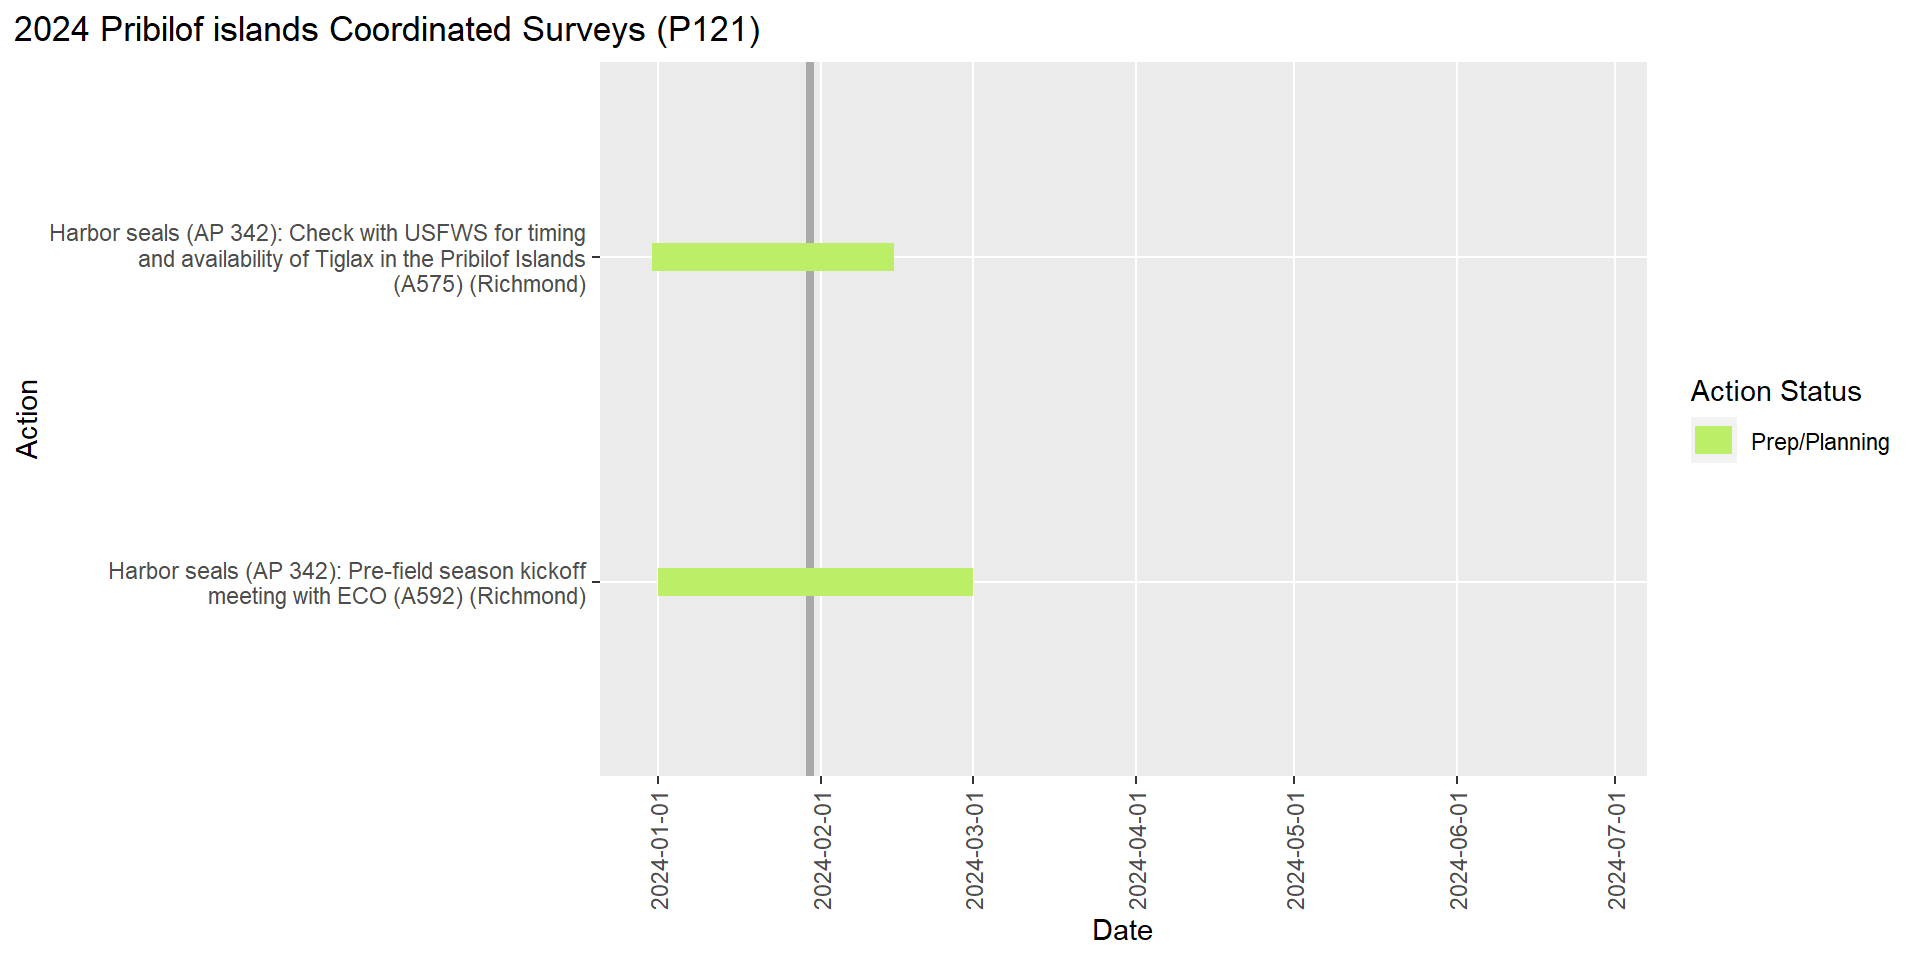 2024 Pribilof islands Coordinated Surveys (P121)
Harbor seals (AP 342): Check with USFWS for timing
and availability of Tiglax in the Pribilof Islands
(A575) (Richmond)
Action
Harbor seals (AP 342): Pre-field season kickoff
meeting with ECO (A592) (Richmond)
Action Status
Prep/Planning
2024-01-01
2024-02-01
2024-03-01
2024-04-01
2024-05-01
2024-06-01
2024-07-01
Date